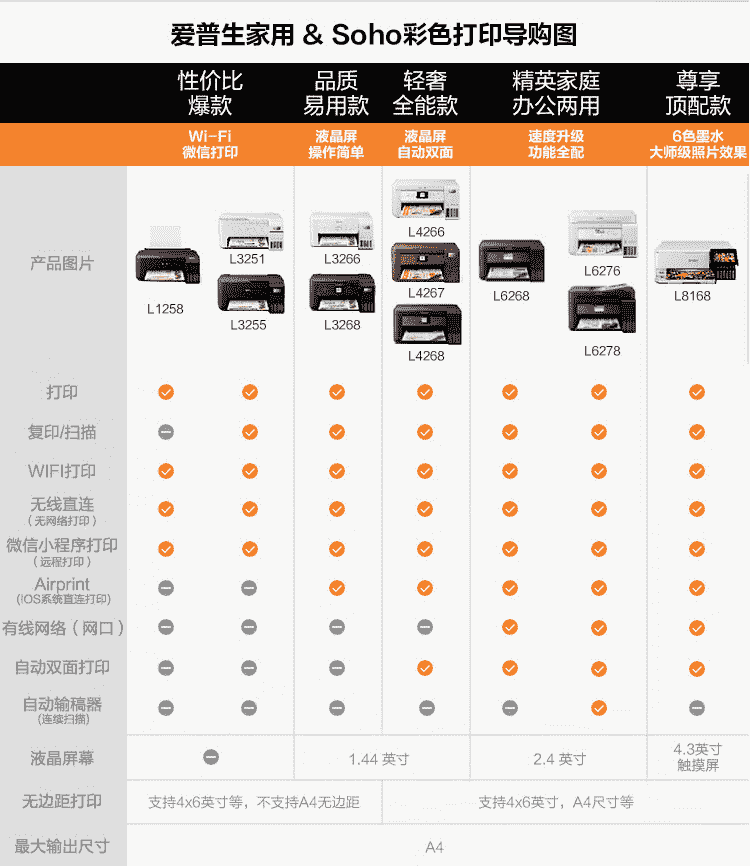 爱普生家用 & Soho彩色打印导购图
性价比
爆款
品质
易用款
轻奢
全能款
精英家庭
办公两用
尊享
顶配款
Wi-Fi
微信打印
液晶屏
操作简单
液晶屏
自动双面
速度升级
功能全配
6色墨水
大师级照片效果
产品图片
L1258
L3251
L3255
L3266
L3268
L4266
L4267
L4268
L6268
L6276
L6278
L8168
打印
复印/扫描
WIFI打印
无线直连
(无网络打印)
微信小程序打印
(远程打印)
Airprint
(IOS系统直连打印)
有线网络(网口)
自动双面打印
自动输稿器
(连续扫描)
液晶屏幕
1.44 英寸
2.4 英寸
4.3英寸
触摸屏
无边距打印
支持4x6英寸等，不支持A4无边距
支持4x6英寸，A4尺寸等
最大输出尺寸
A4